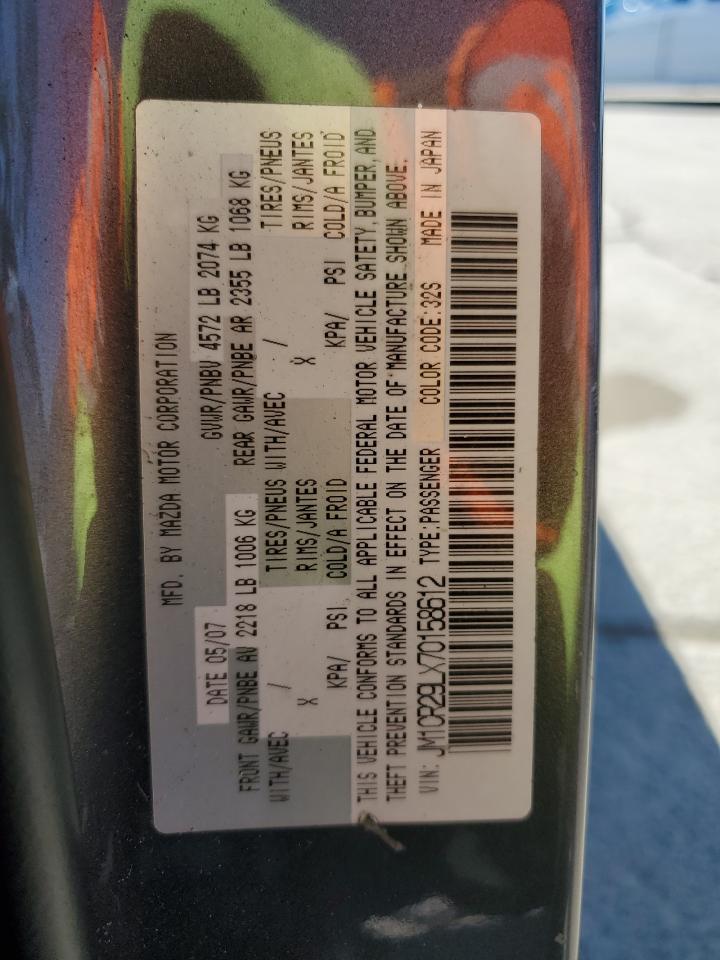 MFD. BY MAZDA MOTOR CORPORATION
DATE 05/07 GVWR/PNBV 4572 LB 2074 KG
FRONT GAWR/PNBE AV 2218 LB 1006 KG REAR GAWR/PNBE AR 2355 LB 1068 KG
WITH/AVEC / TIRES/PNEUS WITH/AVEC / TIRES/PNEUS
X RIMS/JANTES X RIMS/JANTES
KPA/ PSI, COLD/A FROID KPA/ PSI COLD/A FROID
THIS VEHICLE CONFORMS TO ALL APPLICABLE FEDERAL MOTOR VEHICLE SAFETY, BUMPER, AND
THEFT PREVENTION STANDARDS IN EFFECT ON THE DATE OF MANUFACTURE SHOWN ABOVE.
VIN: JM1CR29LX70158612 TYPE:PASSENGER COLOR CODE:32S MADE IN JAPAN